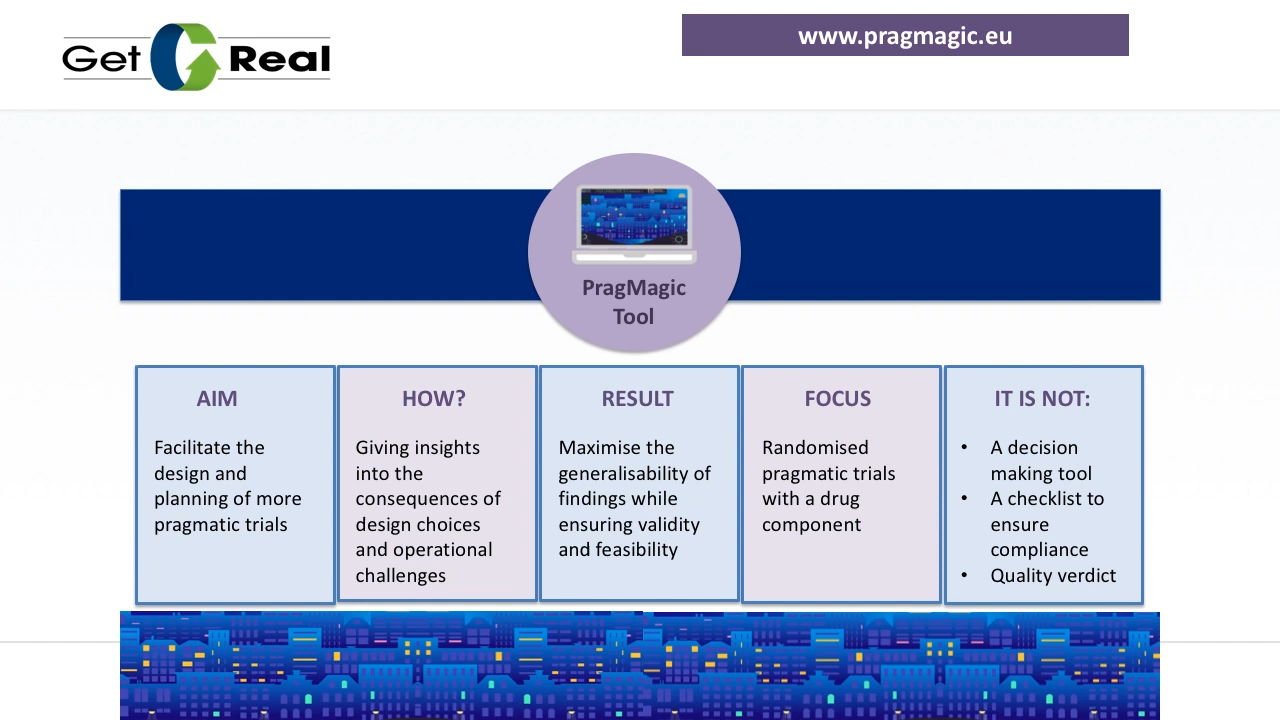 Get Real
www.pragmagic.eu
PragMagic
Tool
AIM
Facilitate the
design and
planning of more
pragmatic trials
HOW?
Giving insights
into the
consequences of
design choices
and operational
challenges
RESULT
Maximise the
generalisability of
findings while
ensuring validity
and feasibility
FOCUS
Randomised
pragmatic trials
with a drug
component
IT IS NOT:
• A decision
making tool
• A checklist to
ensure
compliance
• Quality verdict